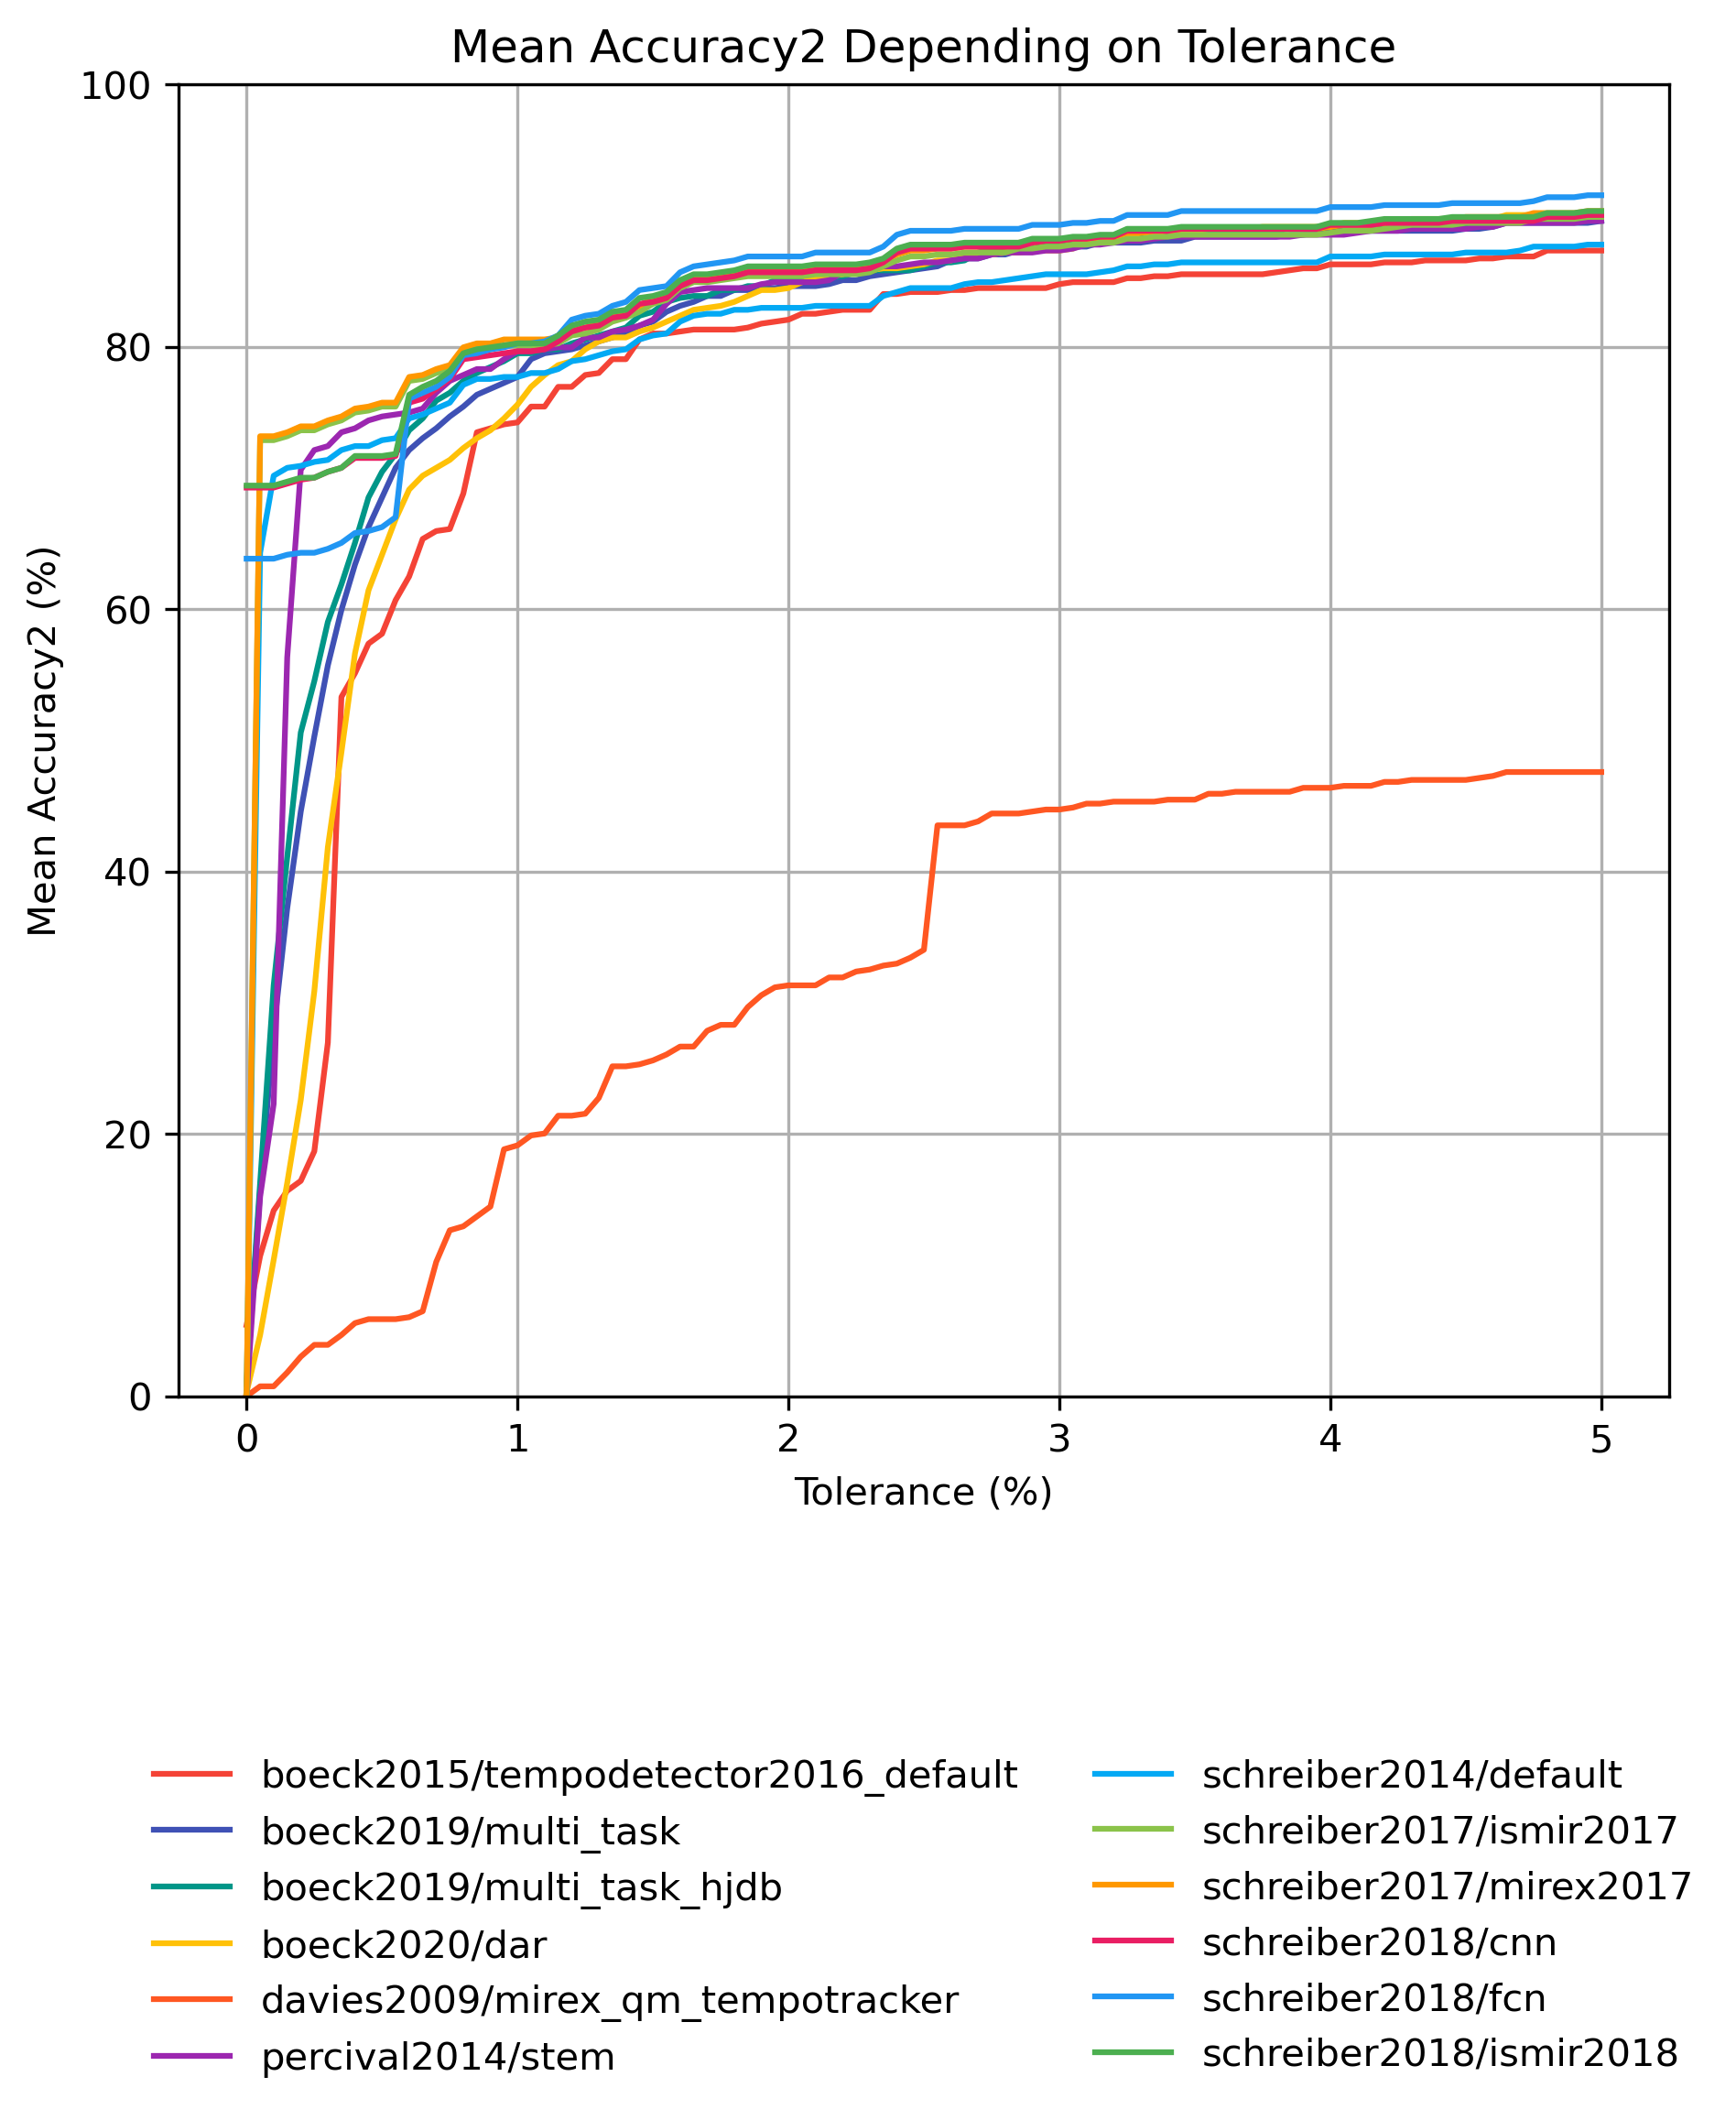 Mean Accuracy2 Depending on Tolerance
100
80
60
40
20
0
Mean Accuracy2 (%)
0 1 2 3 4 5
Tolerance (%)
boeck2015/tempodetector2016_default
boeck2019/multi_task
boeck2019/multi_task_hjdb
boeck2020/dar
davies2009/mirex_qm_tempotracker
percival2014/stem
schreiber2014/default
schreiber2017/ismir2017
schreiber2017/mirex2017
schreiber2018/cnn
schreiber2018/fcn
schreiber2018/ismir2018